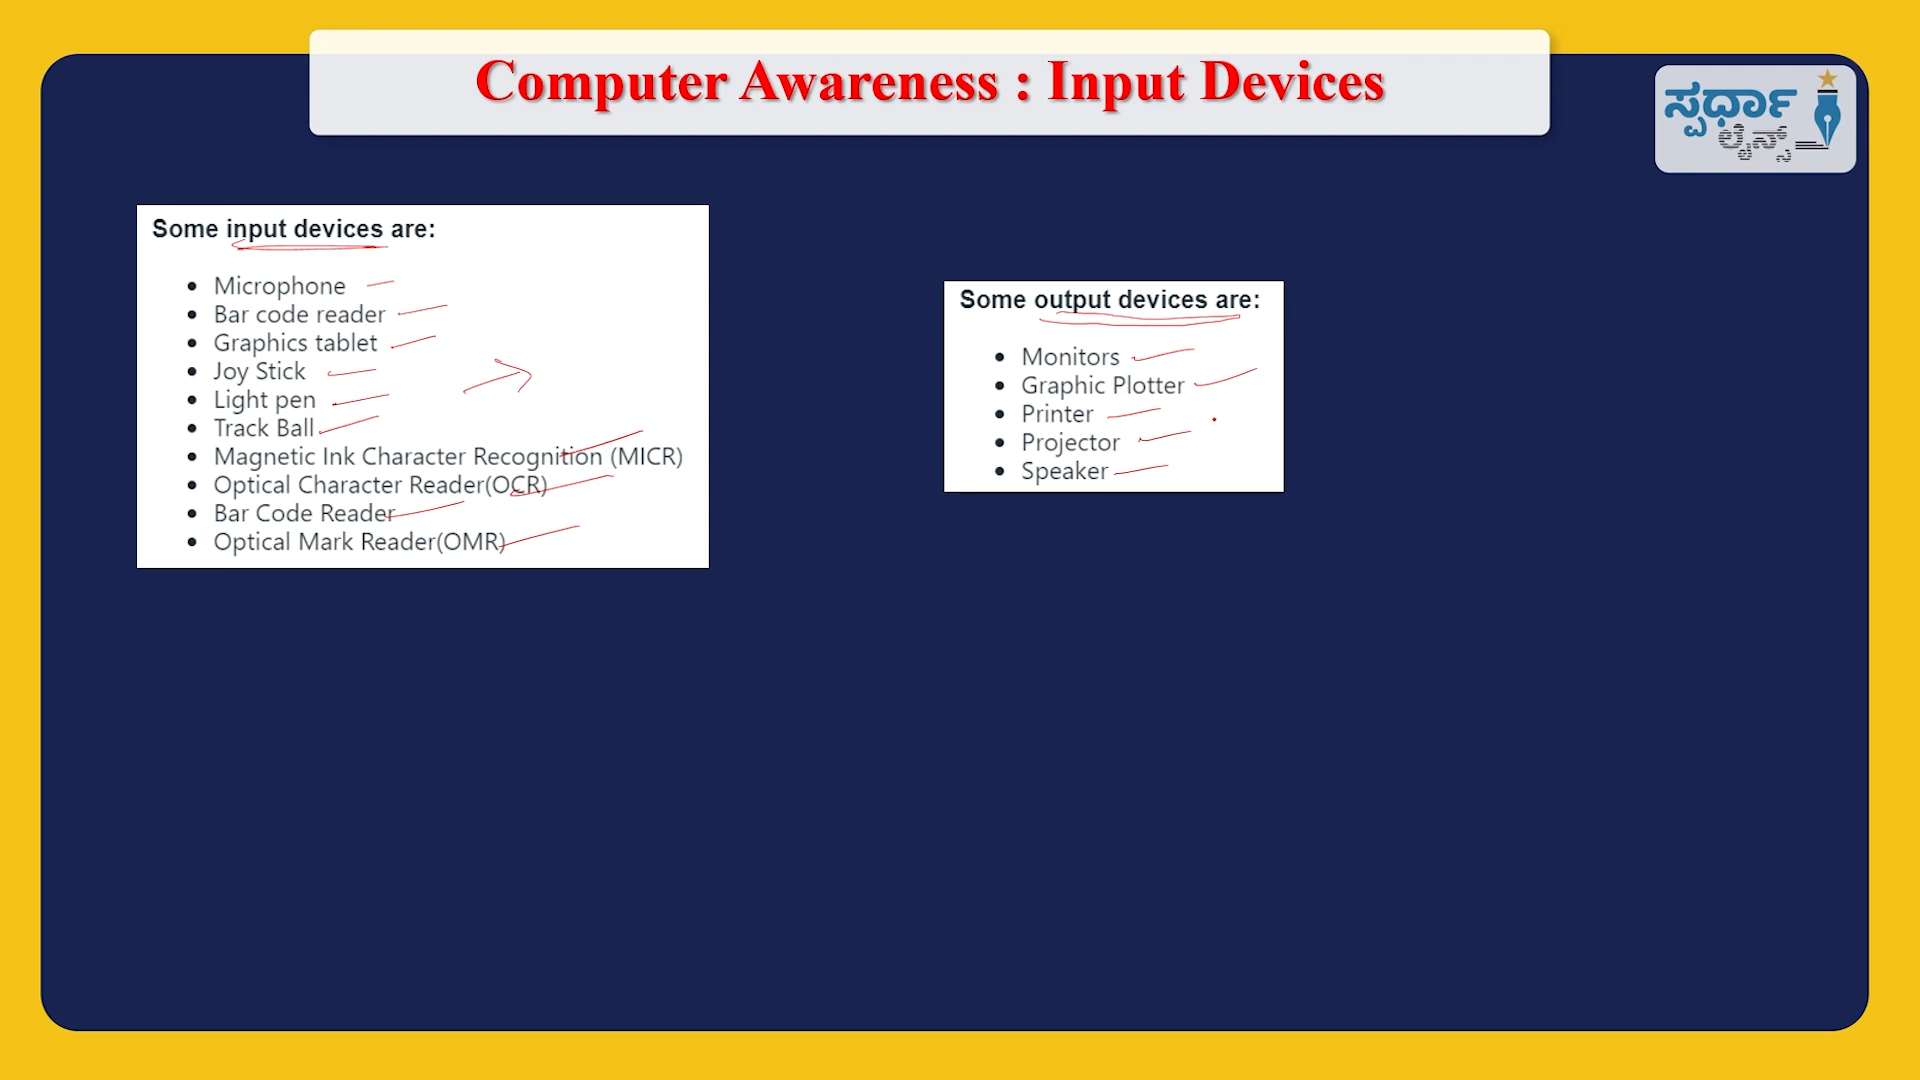 Computer Awareness : Input Devices
ಸ್ಪರ್ಧಾ
ಲೈನ್ಸ್
Some input devices are:
Microphone
Bar code reader
Graphics tablet
Joy Stick
Light pen
Track Ball
Magnetic Ink Character Recognition (MICR)
Optical Character Reader(OCR)
Bar Code Reader
Optical Mark Reader(OMR)
Some output devices are:
Monitors
Graphic Plotter
Printer
Projector
Speaker